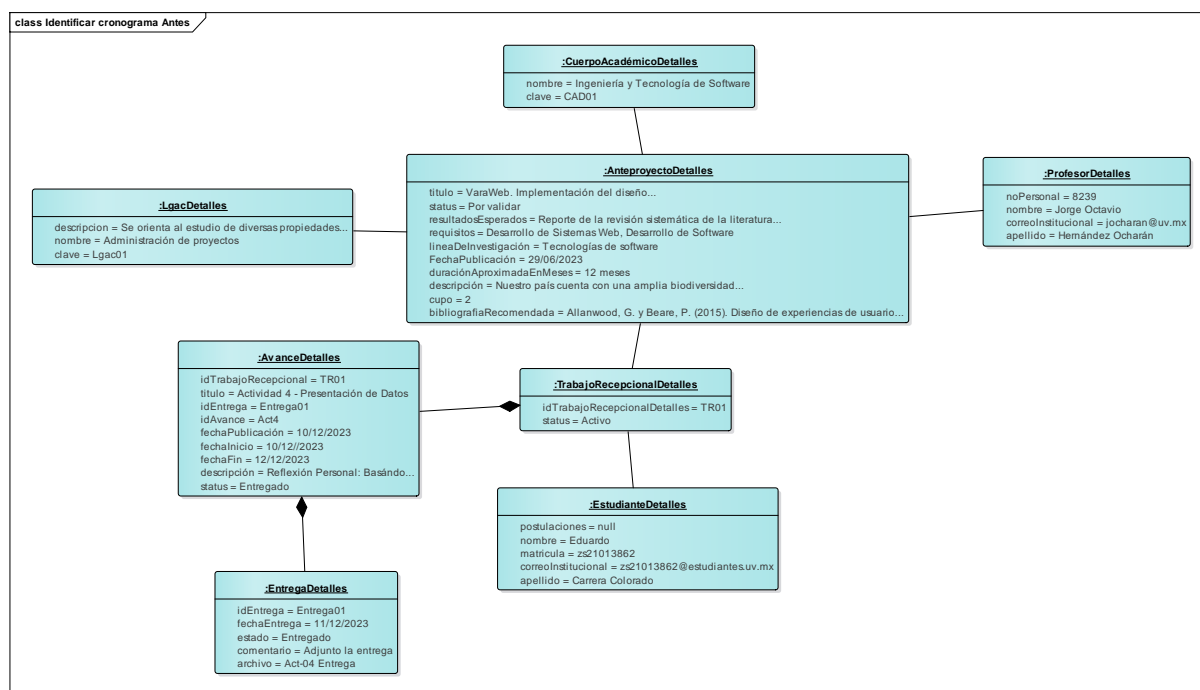 class Identificar cronograma Antes
:CuerpoAcadémicoDetalles
nombre = Ingeniería y Tecnología de Software
clave = CAD01
:AnteproyectoDetalles
titulo = VaraWeb. Implementación del diseño...
status = Por validar
resultadosEsperados = Reporte de la revisión sistemática de la literatura...
requisitos = Desarrollo de Sistemas Web, Desarrollo de Software
lineaDeInvestigación = Tecnologías de software
FechaPublicación = 29/06/2023
duraciónAproximadaEnMeses = 12 meses
descripción = Nuestro país cuenta con una amplia biodiversidad...
cupo = 2
bibliografiaRecomendada = Allanwood, G. y Beare, P. (2015). Diseño de experiencias de usuario...
:ProfesorDetalles
noPersonal = 8239
nombre = Jorge Octavio
correoInstitucional = jocharan@uv.mx
apellido = Hernández Ocharán
:LgacDetalles
descripcion = Se orienta al estudio de diversas propiedades...
nombre = Administración de proyectos
clave = Lgac01
:AvanceDetalles
idTrabajoRecepcional = TR01
titulo = Actividad 4 - Presentación de Datos
idEntrega = Entrega01
idAvance = Act4
fechaPublicación = 10/12/2023
fechaInicio = 10/12//2023
fechaFin = 12/12/2023
descripción = Reflexión Personal: Basándo...
status = Entregado
:TrabajoRecepcionalDetalles
idTrabajoRecepcionalDetalles = TR01
status = Activo
:EstudianteDetalles
postulaciones = null
nombre = Eduardo
matricula = zs21013862
correoInstitucional = zs21013862@estudiantes.uv.mx
apellido = Carrera Colorado
:EntregaDetalles
idEntrega = Entrega01
fechaEntrega = 11/12/2023
estado = Entregado
comentario = Adjunto la entrega
archivo = Act-04 Entrega